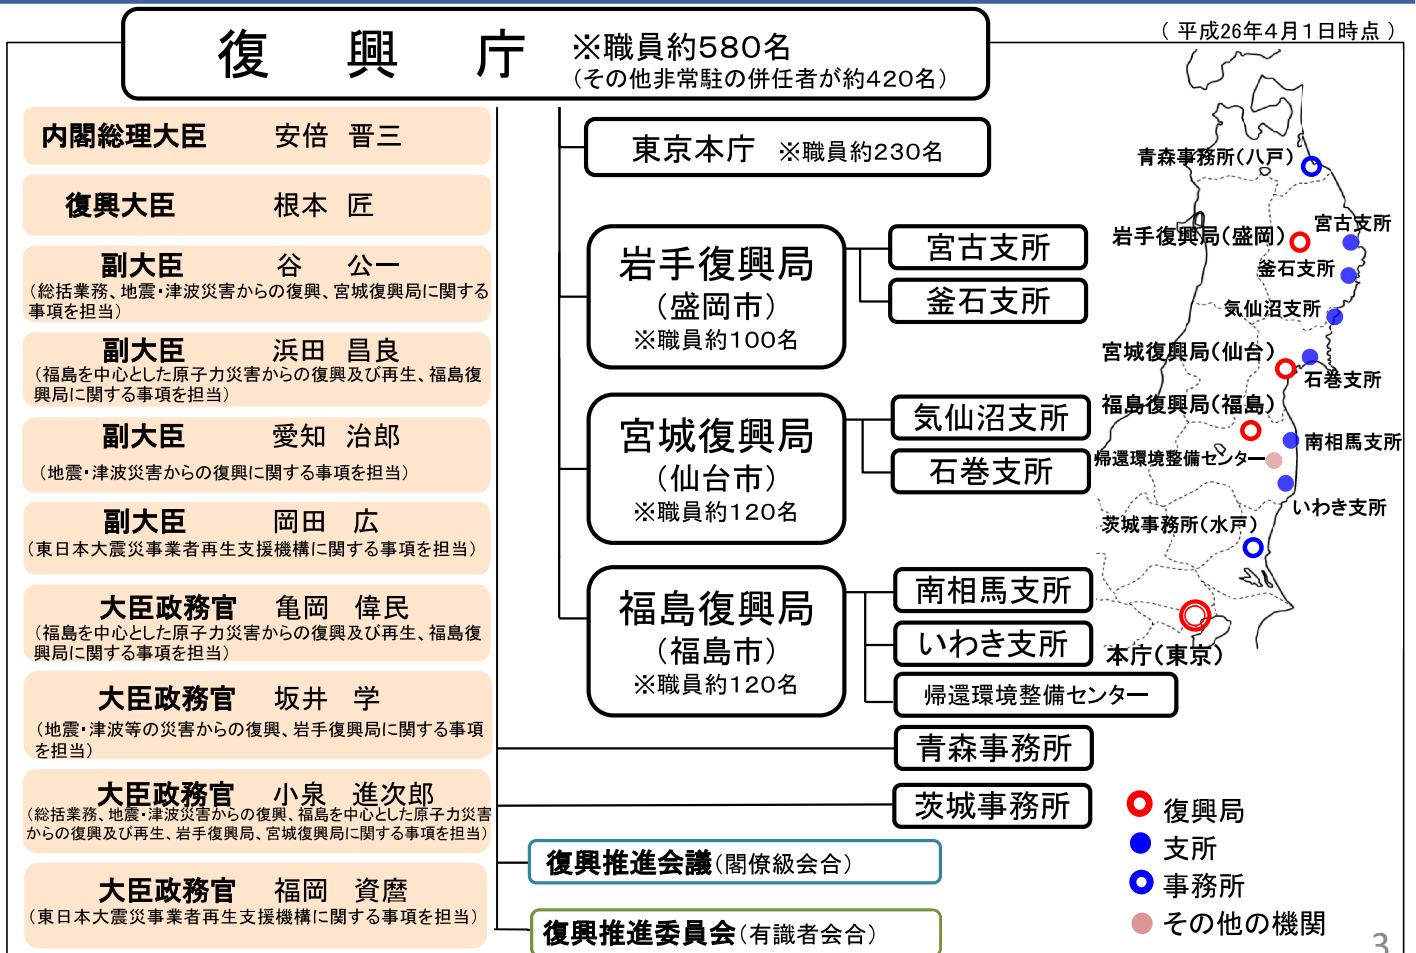 (平成26年4月1日時点)
復興庁 ※職員約580名
(その他非常駐の併任者が約420名)
内閣総理大臣 安倍 晋三
復興大臣 根本 匠
副大臣 谷 公一
(総括業務、地震・津波災害からの復興、宮城復興局に関する
事項を担当)
副大臣 浜田 昌良
(福島を中心とした原子力災害からの復興及び再生、福島復
興局に関する事項を担当)
副大臣 愛知 治郎
(地震・津波災害からの復興に関する事項を担当)
副大臣 岡田 広
(東日本大震災事業者再生支援機構に関する事項を担当)
大臣政務官 亀岡 偉民
(福島を中心とした原子力災害からの復興及び再生、福島復
興局に関する事項を担当)
大臣政務官 坂井 学
(地震・津波等の災害からの復興、岩手復興局に関する事項
を担当)
大臣政務官 小泉 進次郎
(総括業務、地震・津波災害からの復興、福島を中心とした原子力災害
からの復興及び再生、岩手復興局、宮城復興局に関する事項を担当)
大臣政務官 福岡 資麿
(東日本大震災事業者再生支援機構に関する事項を担当)
東京本庁 ※職員約230名
岩手復興局
(盛岡市)
※職員約100名
宮古支所
釜石支所
宮城復興局
(仙台市)
※職員約120名
気仙沼支所
石巻支所
福島復興局
(福島市)
※職員約120名
南相馬支所
いわき支所
帰還環境整備センター
青森事務所
茨城事務所
復興推進会議(閣僚級会合)
復興推進委員会(有識者会合)
青森事務所(八戸)
宮古支所
岩手復興局(盛岡)
釜石支所
気仙沼支所
宮城復興局(仙台)
石巻支所
福島復興局(福島)
南相馬支所
帰還環境整備センター
いわき支所
茨城事務所(水戸)
本庁(東京)
復興局
支所
事務所
その他の機関
3